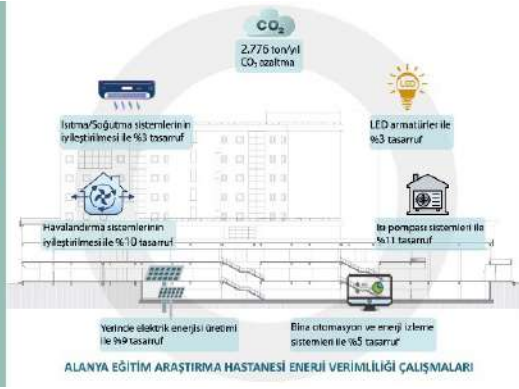 CO₂
2.776 ton/yıl
CO₂ azaltma
Isıtma/Soğutma sistemlerinin
iyileştirilmesi ile %3 tasarruf
LED
LED armatürler ile
%3 tasarruf
Havalandırma sistemlerinin
iyileştirilmesi ile %10 tasarruf
Isı pompası sistemleri ile
%11 tasarruf
Yerinde elektrik enerjisi üretimi
ile %9 tasarruf
Bina otomasyon ve enerji izleme
sistemleri ile %5 tasarruf
ALANYA EĞİTİM ARAŞTIRMA HASTANESİ ENERJİ VERİMLİLİĞİ ÇALIŞMALARI